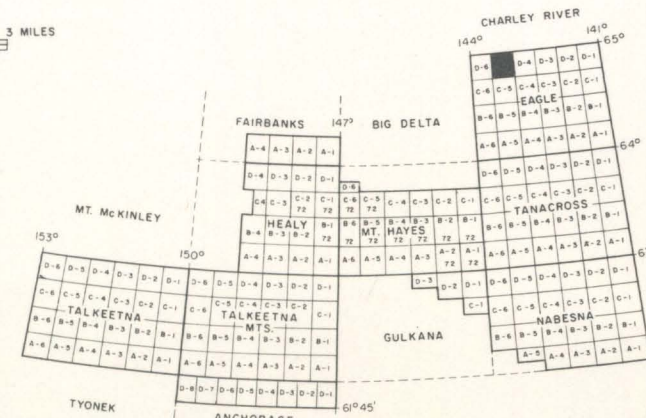 3 MILES
CHARLEY RIVER
144° 141°
65°
D-6 D-4 D-3 D-2 D-1
C-6 C-5 C-4 C-3 C-2 C-1
EAGLE
B-6 B-5 B-4 B-3 B-2 B-1
A-6 A-5 A-4 A-3 A-2 A-1
64°
FAIRBANKS 147° BIG DELTA
A-4 A-3 A-2 A-1
D-4 D-3 D-2 D-1
D-6
C4 C-3 C-2 72 C-1 72
C-6 72 C-5 72 C-4 C-3 C-2 C-1
HEALY
B-4 B-3 B-2 B-1 72
MT. HAYES
B-6 72 B-5 72 B-4 72 B-3 72 B-2 72 B-1 72
A-4 A-3 A-2 A-1
A-6 A-5 A-4 A-3 A-2 72 A-1 72
D-6 D-5 D-4 D-3 D-2 D-1
C-6 C-5 C-4 C-3 C-2 C-1
TANACROSS
B-6 B-5 B-4 B-3 B-2 B-1
A-6 A-5 A-4 A-3 A-2 A-1
MT. McKINLEY
153° 150°
D-6 D-5 D-4 D-3 D-2 D-1
C-6 C-5 C-4 C-3 C-2 C-1
TALKEETNA
B-6 B-5 B-4 B-3 B-2 B-1
A-6 A-5 A-4 A-3 A-2 A-1
D-6 D-5 D-4 D-3 D-2 D-1
C-6 C-5 C-4 C-3 C-2 C-1
TALKEETNA
MTS.
B-6 B-5 B-4 B-3 B-2 B-1
A-6 A-5 A-4 A-3 A-2 A-1
D-8 D-7 D-6 D-5 D-4 D-3 D-2 D-1
61°45'
D-3 D-2 D-1
C-1
GULKANA
D-6 D-5 D-4 D-3 D-2 D-1
C-6 C-5 C-4 C-3 C-2 C-1
NABESNA
B-6 B-5 B-4 B-3 B-2 B-1
A-5 A-4 A-3 A-2 A-1
TYONEK
ANCHORAGE